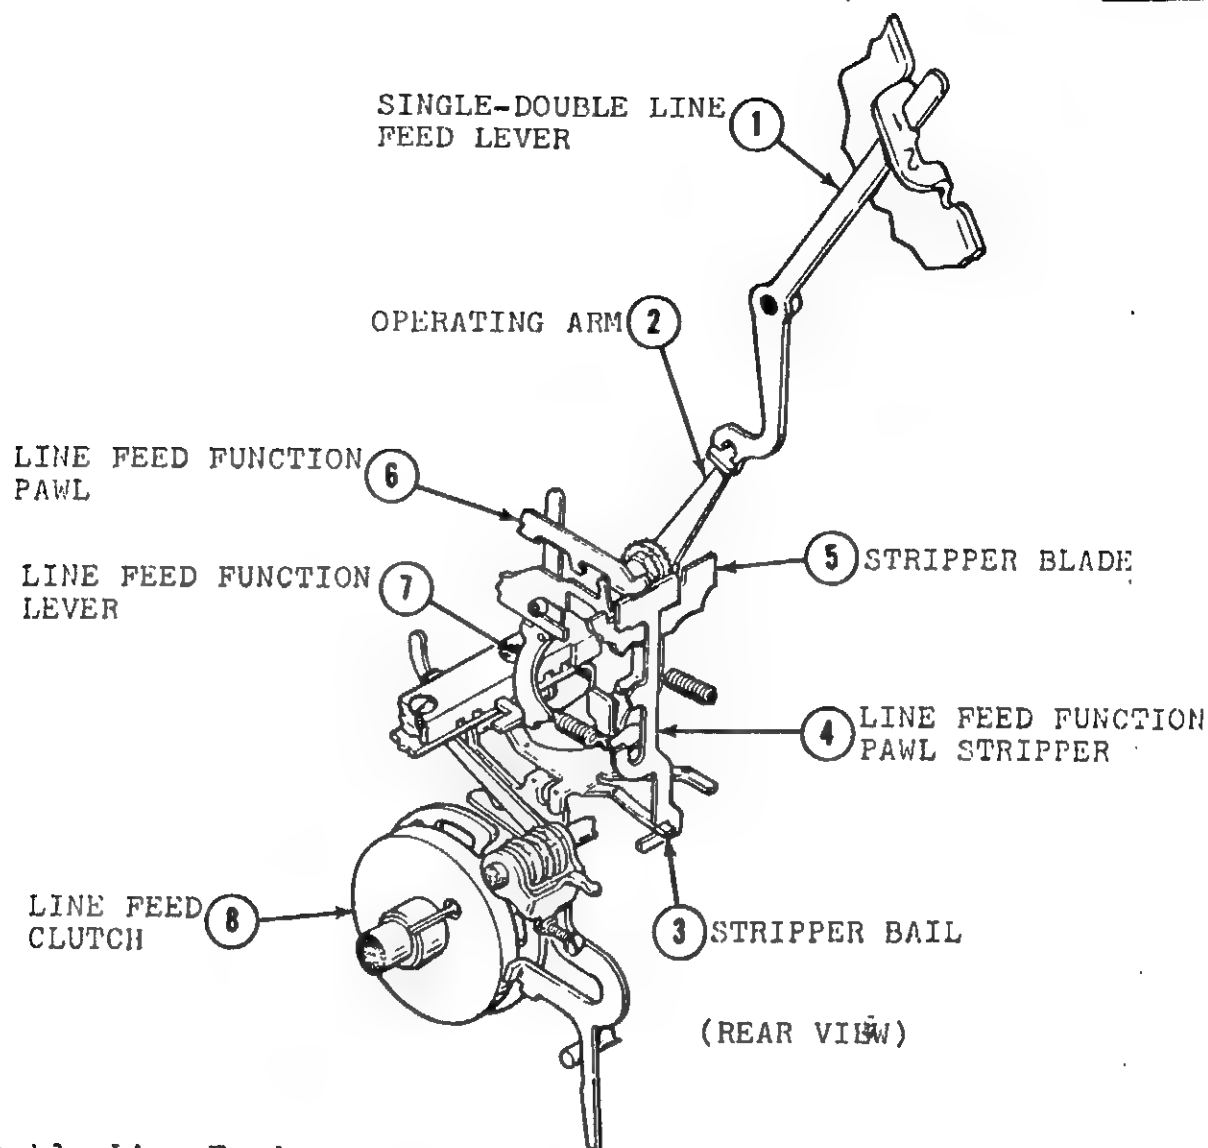 SINGLE-DOUBLE LINE
FEED LEVER
1
2
OPERATING ARM
2
LINE FEED FUNCTION
PAWL
6
5
STRIPPER BLADE
LINE FEED FUNCTION
LEVER
7
4
LINE FEED FUNCTION
PAWL STRIPPER
LINE FEED
CLUTCH
8
3
STRIPPER BAIL
(REAR VIEW)